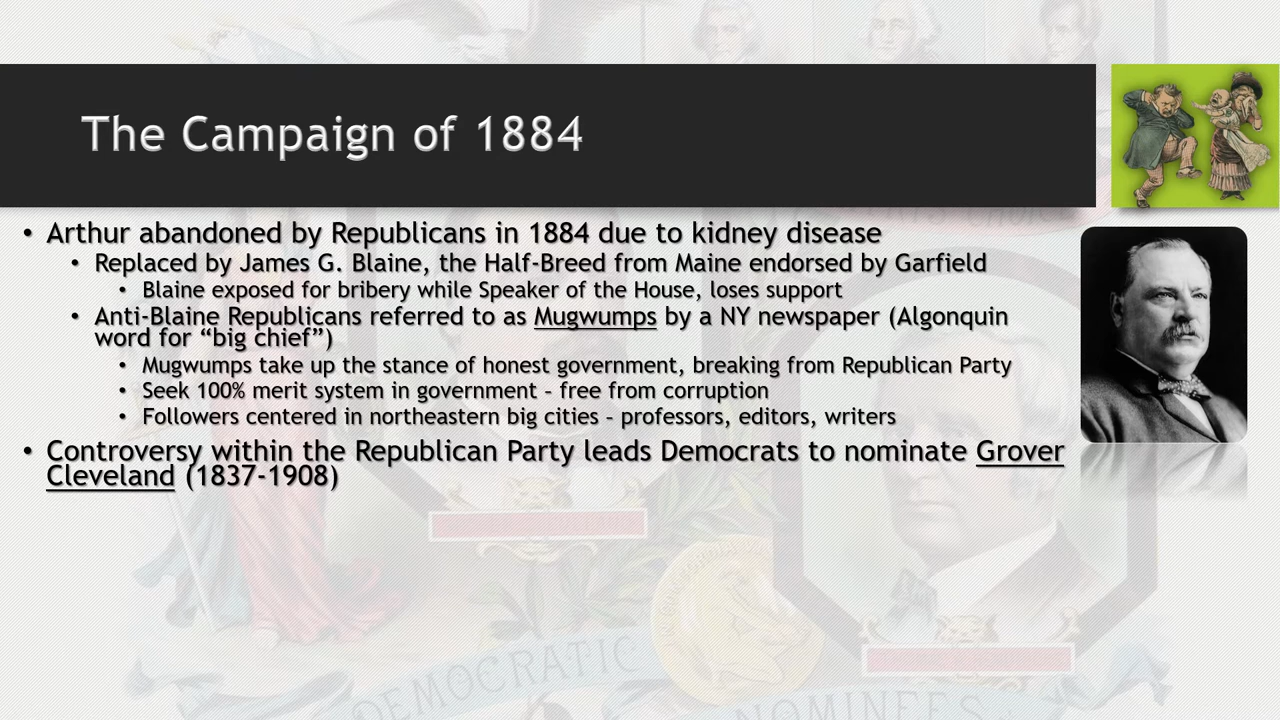 The Campaign of 1884
• Arthur abandoned by Republicans in 1884 due to kidney disease
• Replaced by James G. Blaine, the Half-Breed from Maine endorsed by Garfield
• Blaine exposed for bribery while Speaker of the House, loses support
• Anti-Blaine Republicans referred to as Mugwumps by a NY newspaper (Algonquin
word for “big chief”)
• Mugwumps take up the stance of honest government, breaking from Republican Party
• Seek 100% merit system in government – free from corruption
• Followers centered in northeastern big cities – professors, editors, writers
• Controversy within the Republican Party leads Democrats to nominate Grover
Cleveland (1837-1908)
DEMOCRATIC
NOMINEES